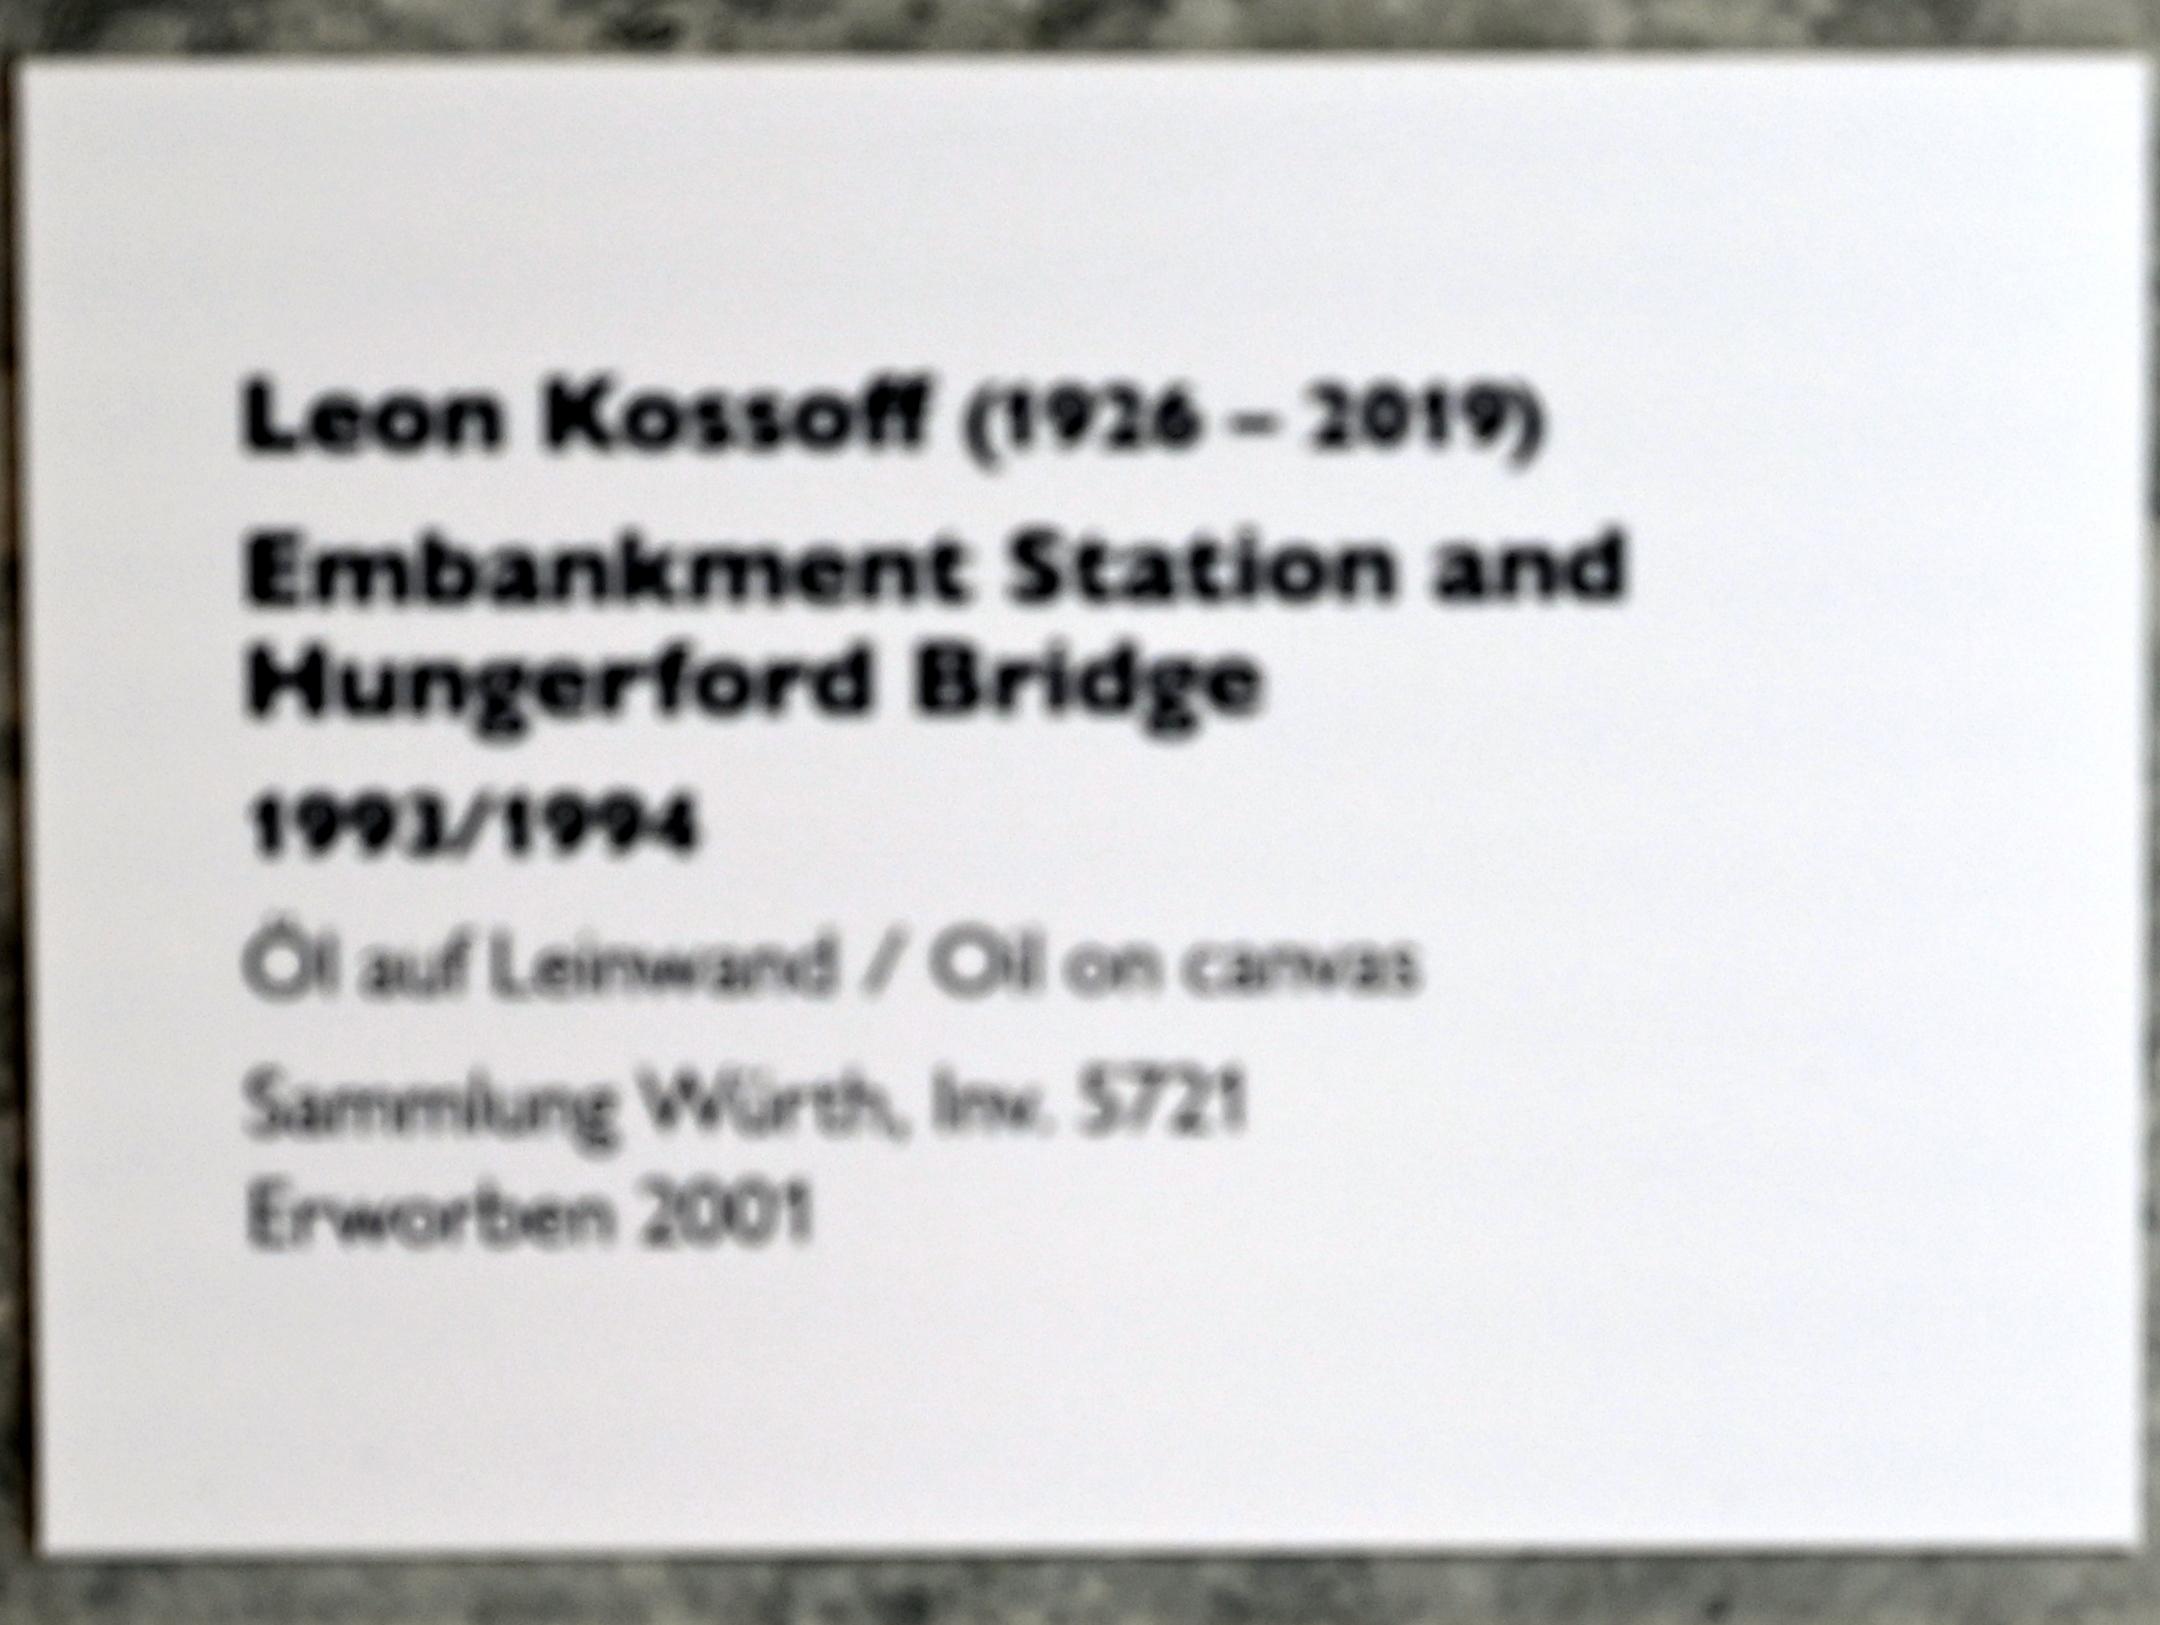 Leon Kossoff (1926 – 2019)
Embankment Station and
Hungerford Bridge
1993/1994
Öl auf Leinwand / Oil on canvas
Sammlung Würth, Inv. 5721
Erworben 2001